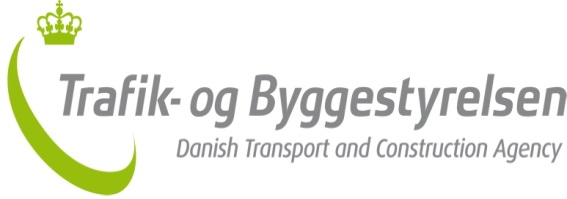 Trafik- og Byggestyrelsen
Danish Transport and Construction Agency